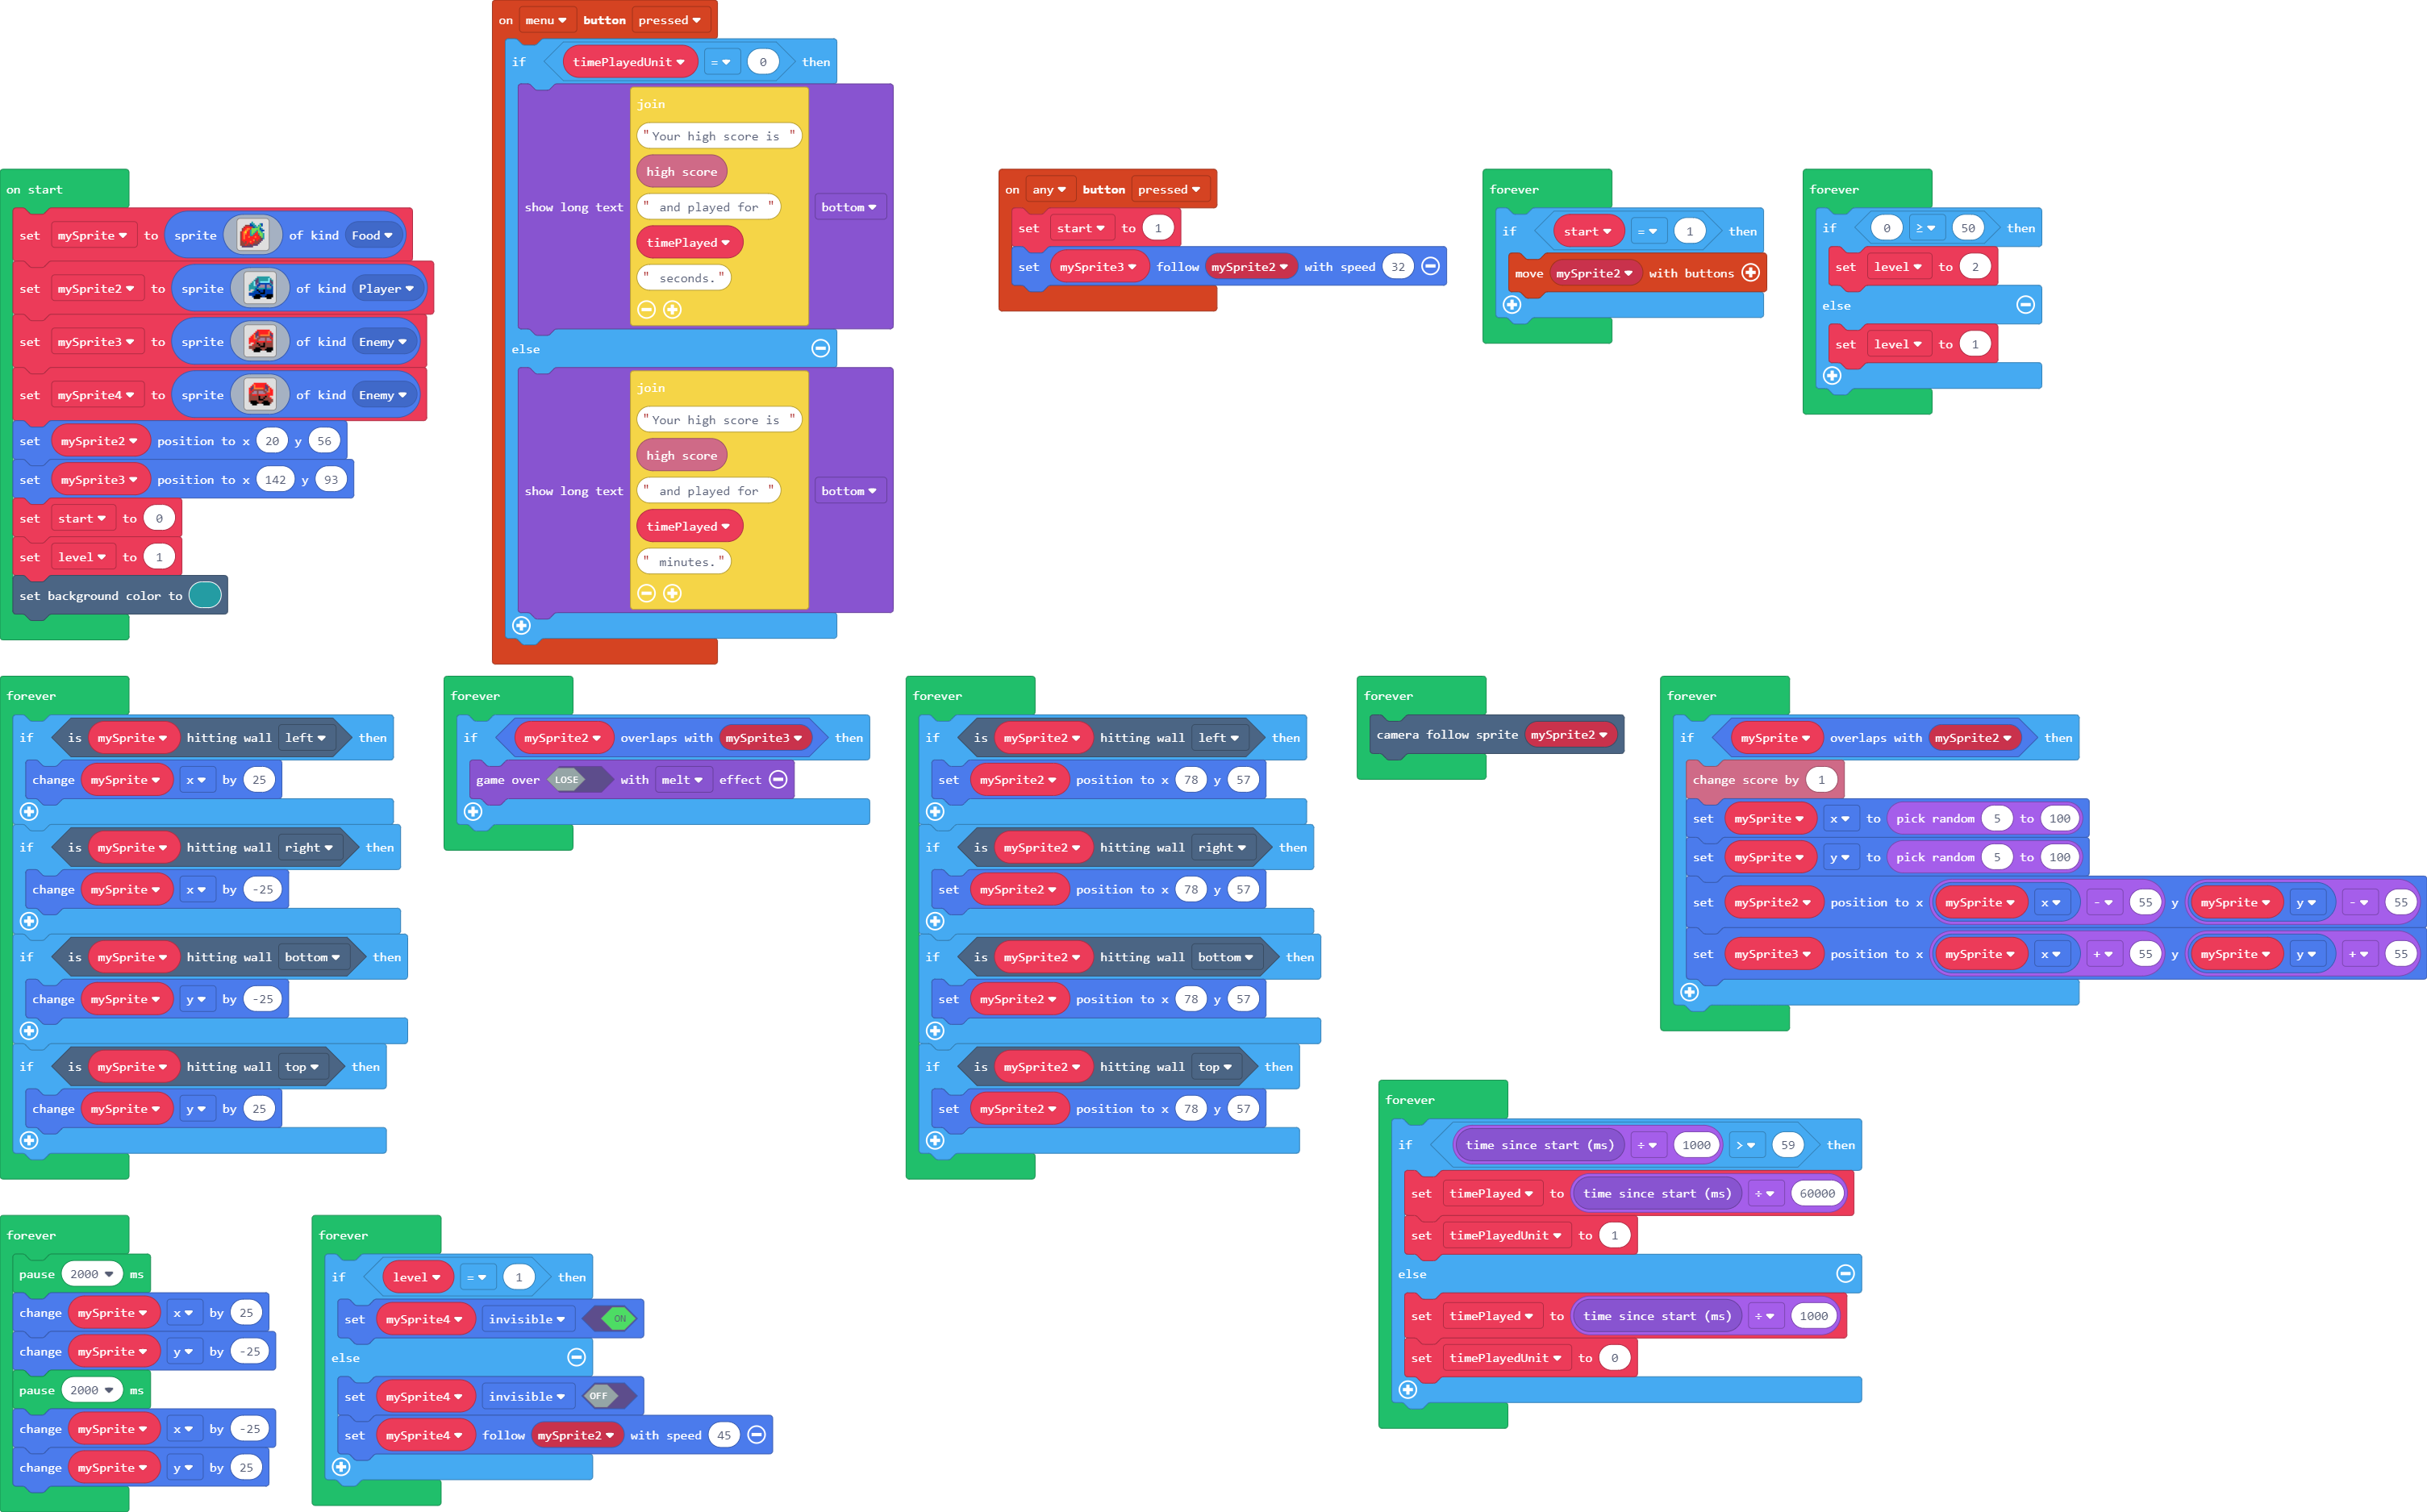 on start
set mySprite to sprite of kind Food
set mySprite2 to sprite of kind Player
set mySprite3 to sprite of kind Enemy
set mySprite4 to sprite of kind Enemy
set mySprite2 position to x 20 y 56
set mySprite3 position to x 142 y 93
set start to 0
set level to 1
set background color to
on menu button pressed
if timePlayedUnit = 0 then
join
"Your high score is "
high score
" and played for "
show long text bottom
timePlayed
" seconds."
else
join
"Your high score is "
high score
" and played for "
show long text bottom
timePlayed
" minutes."
on any button pressed
set start to 1
set mySprite3 follow mySprite2 with speed 32
forever
if start = 1 then
move mySprite2 with buttons
forever
if 0 ≥ 50 then
set level to 2
else
set level to 1
forever
if is mySprite hitting wall left then
change mySprite x by 25
if is mySprite hitting wall right then
change mySprite x by -25
if is mySprite hitting wall bottom then
change mySprite y by -25
if is mySprite hitting wall top then
change mySprite y by 25
forever
if mySprite2 overlaps with mySprite3 then
game over LOSE with melt effect
forever
if is mySprite2 hitting wall left then
set mySprite2 position to x 78 y 57
if is mySprite2 hitting wall right then
set mySprite2 position to x 78 y 57
if is mySprite2 hitting wall bottom then
set mySprite2 position to x 78 y 57
if is mySprite2 hitting wall top then
set mySprite2 position to x 78 y 57
forever
camera follow sprite mySprite2
forever
if mySprite overlaps with mySprite2 then
change score by 1
set mySprite x to pick random 5 to 100
set mySprite y to pick random 5 to 100
set mySprite2 position to x mySprite x - 55 y mySprite y - 55
set mySprite3 position to x mySprite x + 55 y mySprite y + 55
forever
if time since start (ms) ÷ 1000 > 59 then
set timePlayed to time since start (ms) ÷ 60000
set timePlayedUnit to 1
else
set timePlayed to time since start (ms) ÷ 1000
set timePlayedUnit to 0
forever
pause 2000 ms
change mySprite x by 25
change mySprite y by -25
pause 2000 ms
change mySprite x by -25
change mySprite y by 25
forever
if level = 1 then
set mySprite4 invisible ON
else
set mySprite4 invisible OFF
set mySprite4 follow mySprite2 with speed 45